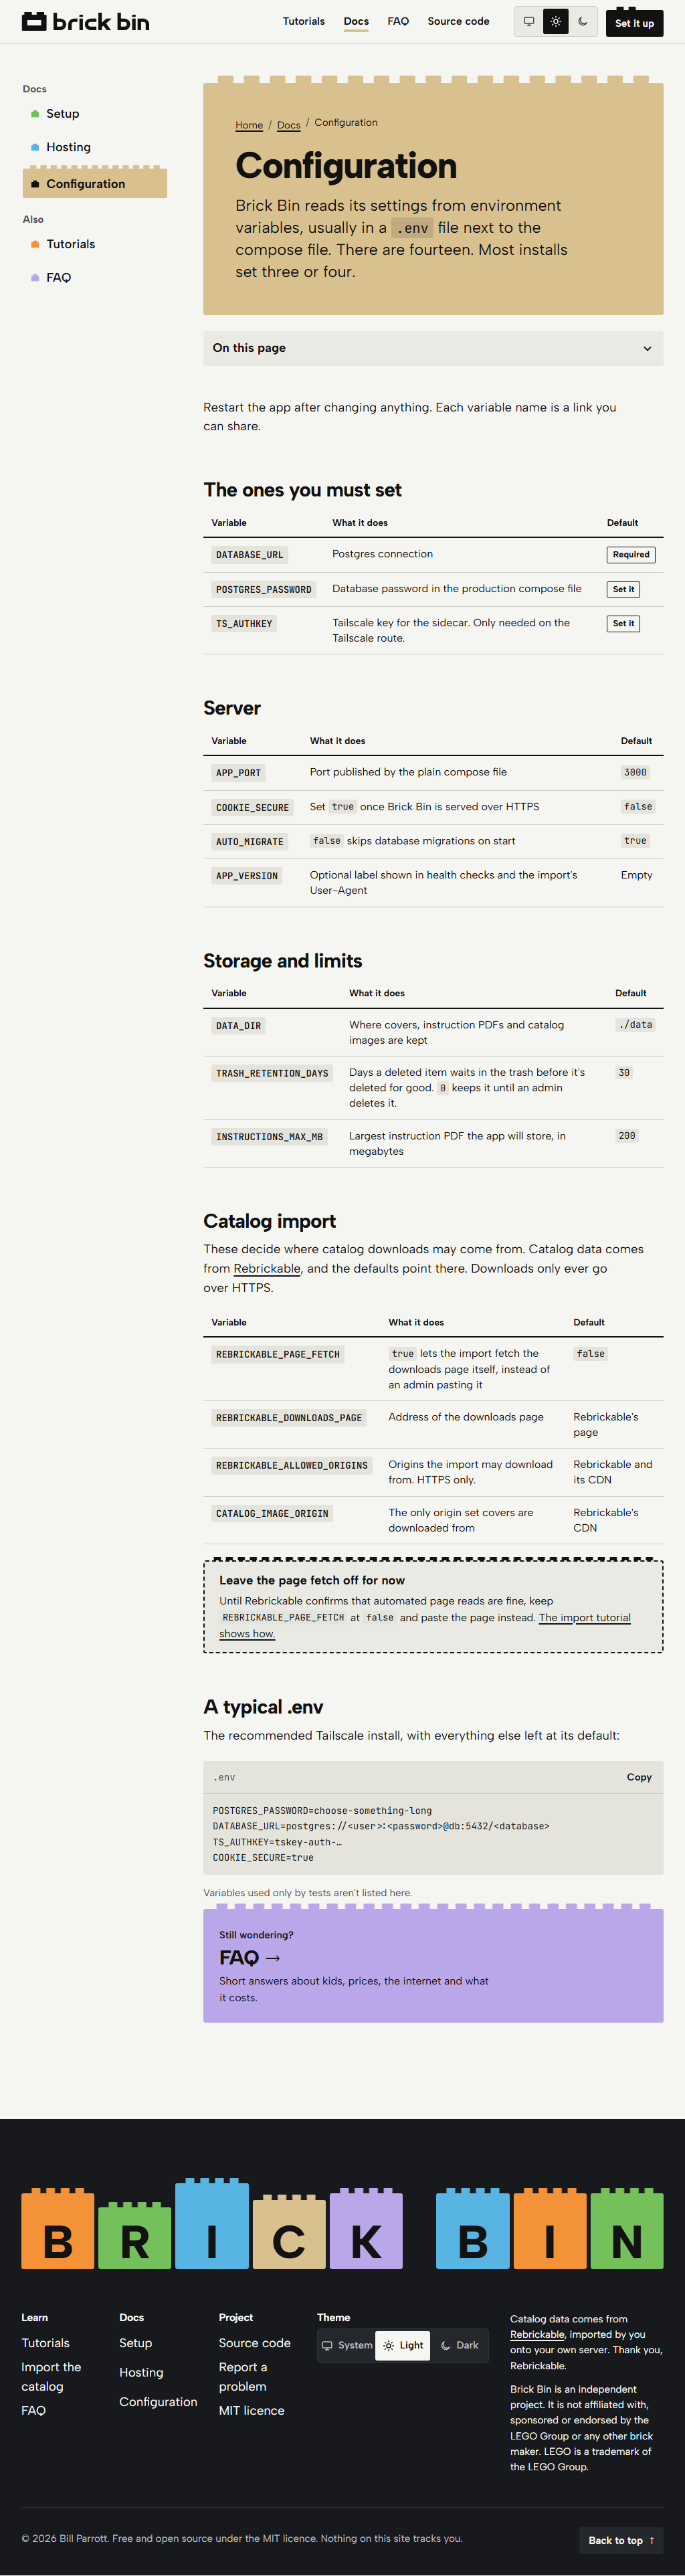 brick bin
Tutorials Docs FAQ Source code Set it up
Docs
Setup
Hosting
Configuration
Also
Tutorials
FAQ
Home / Docs / Configuration
Configuration
Brick Bin reads its settings from environment
variables, usually in a .env file next to the
compose file. There are fourteen. Most installs
set three or four.
On this page
Restart the app after changing anything. Each variable name is a link you
can share.
The ones you must set
Variable What it does Default
DATABASE_URL Postgres connection Required
POSTGRES_PASSWORD Database password in the production compose file Set it
TS_AUTHKEY Tailscale key for the sidecar. Only needed on the Set it
Tailscale route.
Server
Variable What it does Default
APP_PORT Port published by the plain compose file 3000
COOKIE_SECURE Set true once Brick Bin is served over HTTPS false
AUTO_MIGRATE false skips database migrations on start true
APP_VERSION Optional label shown in health checks and the import's Empty
User-Agent
Storage and limits
Variable What it does Default
DATA_DIR Where covers, instruction PDFs and catalog ./data
images are kept
TRASH_RETENTION_DAYS Days a deleted item waits in the trash before it's 30
deleted for good. 0 keeps it until an admin
deletes it.
INSTRUCTIONS_MAX_MB Largest instruction PDF the app will store, in 200
megabytes
Catalog import
These decide where catalog downloads may come from. Catalog data comes
from Rebrickable, and the defaults point there. Downloads only ever go
over HTTPS.
Variable What it does Default
REBRICKABLE_PAGE_FETCH true lets the import fetch the false
downloads page itself, instead of
an admin pasting it
REBRICKABLE_DOWNLOADS_PAGE Address of the downloads page Rebrickable's
page
REBRICKABLE_ALLOWED_ORIGINS Origins the import may download Rebrickable and
from. HTTPS only. its CDN
CATALOG_IMAGE_ORIGIN The only origin set covers are Rebrickable's
downloaded from CDN
Leave the page fetch off for now
Until Rebrickable confirms that automated page reads are fine, keep
REBRICKABLE_PAGE_FETCH at false and paste the page instead. The import tutorial
shows how.
A typical .env
The recommended Tailscale install, with everything else left at its default:
.env Copy
POSTGRES_PASSWORD=choose-something-long
DATABASE_URL=postgres://<user>:<password>@db:5432/<database>
TS_AUTHKEY=tskey-auth-…
COOKIE_SECURE=true
Variables used only by tests aren't listed here.
Still wondering?
FAQ →
Short answers about kids, prices, the internet and what
it costs.
BRICK BIN
Learn
Tutorials
Import the
catalog
FAQ
Docs
Setup
Hosting
Configuration
Project
Source code
Report a
problem
MIT licence
Theme
System Light Dark
Catalog data comes from
Rebrickable, imported by you
onto your own server. Thank you,
Rebrickable.
Brick Bin is an independent
project. It is not affiliated with,
sponsored or endorsed by the
LEGO Group or any other brick
maker. LEGO is a trademark of
the LEGO Group.
© 2026 Bill Parrott. Free and open source under the MIT licence. Nothing on this site tracks you.
Back to top ↑